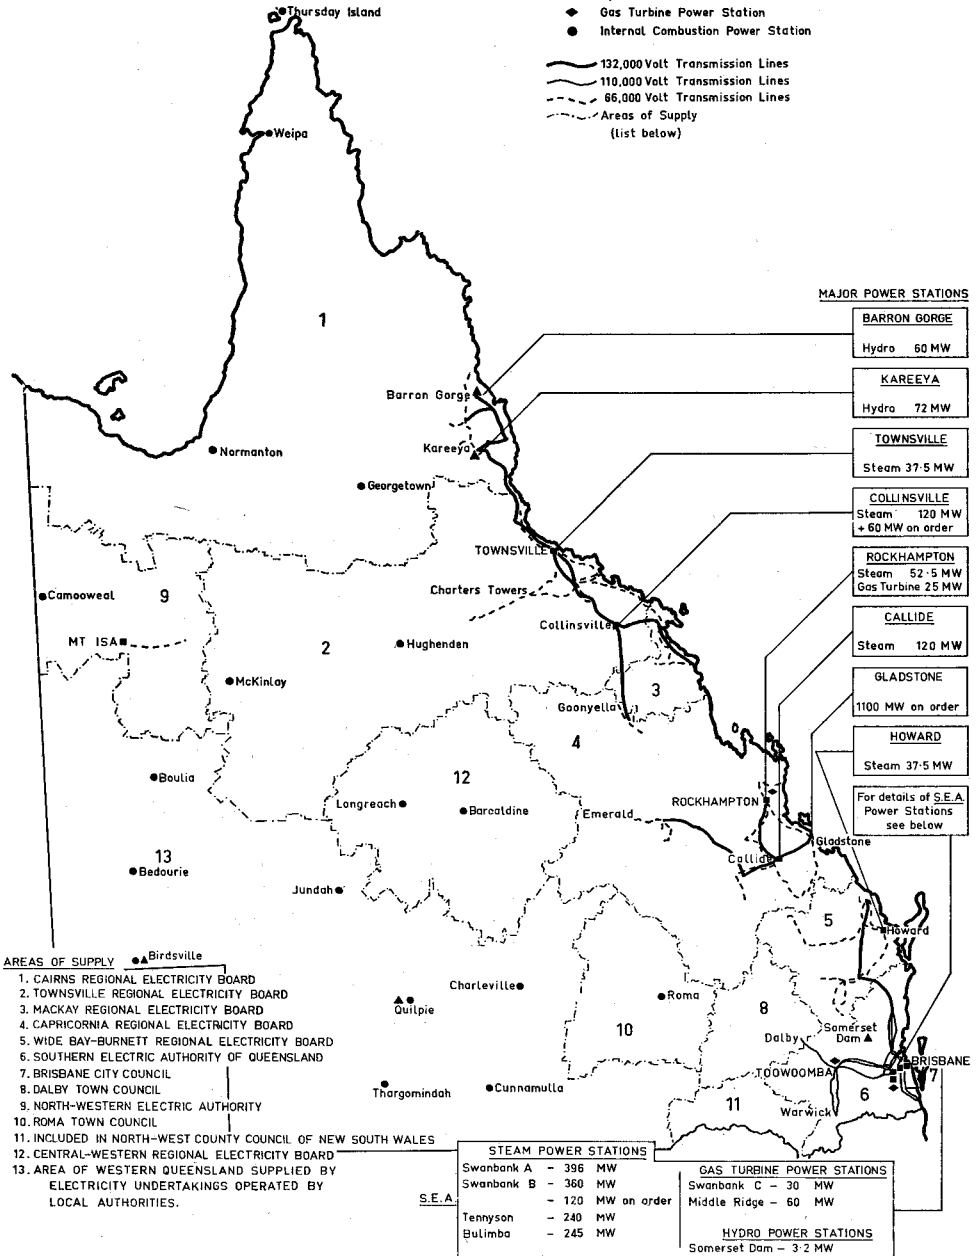 Thursday Island
Gas Turbine Power Station
Internal Combustion Power Station
132,000 Volt Transmission Lines
110,000 Volt Transmission Lines
66,000 Volt Transmission Lines
Areas of Supply
(list below)
Weipa
1
MAJOR POWER STATIONS
BARRON GORGE
Hydro 60 MW
KAREEYA
Hydro 72 MW
TOWNSVILLE
Steam 37·5 MW
COLLINSVILLE
Steam 120 MW
+ 60 MW on order
ROCKHAMPTON
Steam 52·5 MW
Gas Turbine 25 MW
CALLIDE
Steam 120 MW
GLADSTONE
1100 MW on order
HOWARD
Steam 37·5 MW
For details of S.E.A.
Power Stations
see below
Barron Gorge
Kareeya
Normanton
Georgetown
TOWNSVILLE
Charters Towers
Camooweal
9
Collinsville
MT ISA
2
Hughenden
McKinlay
3
Goonyella
4
Boulia
12
Longreach
Barcaldine
Emerald
ROCKHAMPTON
Gladstone
Callide
13
Bedourie
Jundah
5
Howard
Birdsville
Charleville
Quilpie
Roma
8
10
Somerset
Dam
Dalby
BRISBANE
7
TOOWOOMBA
Thargomindah
Cunnamulla
6
11
Warwick
AREAS OF SUPPLY
1. CAIRNS REGIONAL ELECTRICITY BOARD
2. TOWNSVILLE REGIONAL ELECTRICITY BOARD
3. MACKAY REGIONAL ELECTRICITY BOARD
4. CAPRICORNIA REGIONAL ELECTRICITY BOARD
5. WIDE BAY-BURNETT REGIONAL ELECTRICITY BOARD
6. SOUTHERN ELECTRIC AUTHORITY OF QUEENSLAND
7. BRISBANE CITY COUNCIL
8. DALBY TOWN COUNCIL
9. NORTH-WESTERN ELECTRIC AUTHORITY
10. ROMA TOWN COUNCIL
11. INCLUDED IN NORTH-WEST COUNTY COUNCIL OF NEW SOUTH WALES
12. CENTRAL-WESTERN REGIONAL ELECTRICITY BOARD
13. AREA OF WESTERN QUEENSLAND SUPPLIED BY
ELECTRICITY UNDERTAKINGS OPERATED BY
LOCAL AUTHORITIES.
S.E.A.
STEAM POWER STATIONS
Swanbank A - 396 MW
Swanbank B - 360 MW
- 120 MW on order
Tennyson - 240 MW
Bulimba - 245 MW
GAS TURBINE POWER STATIONS
Swanbank C - 30 MW
Middle Ridge - 60 MW
HYDRO POWER STATIONS
Somerset Dam - 3·2 MW